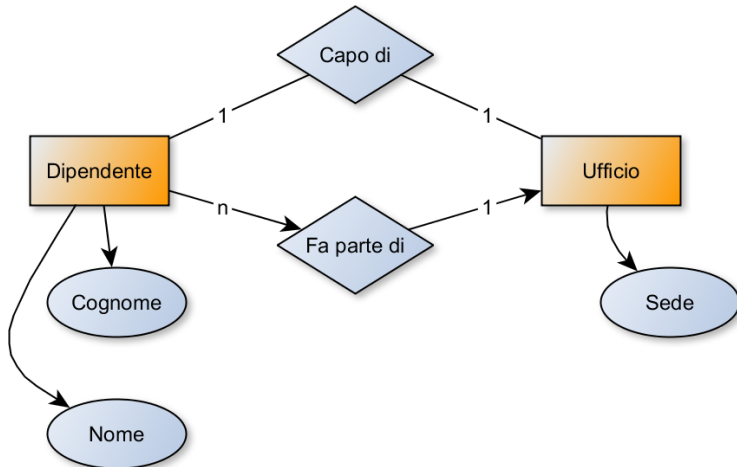 Capo di
1
1
Dipendente
Ufficio
n
1
Fa parte di
Cognome
Sede
Nome